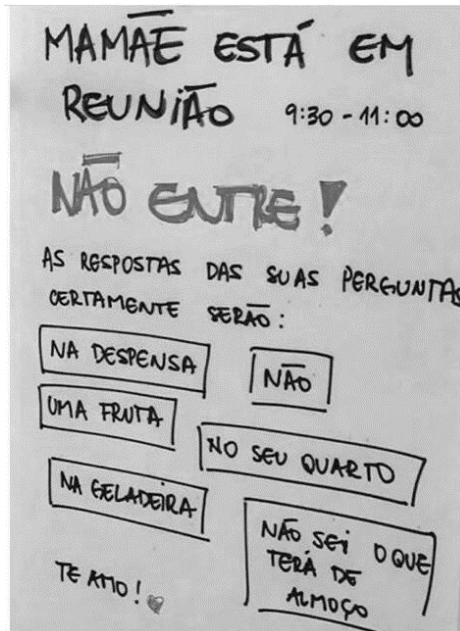 MAMÃE ESTÁ EM
REUNIÃO 9:30 - 11:00
NÃO ENTRE!
AS RESPOSTAS DAS SUAS PERGUNTAS
CERTAMENTE SERÃO:
NA DESPENSA
NÃO
UMA FRUTA
NO SEU QUARTO
NA GELADEIRA
NÃO SEI O QUE
TERÁ DE
ALMOÇO
TE AMO!